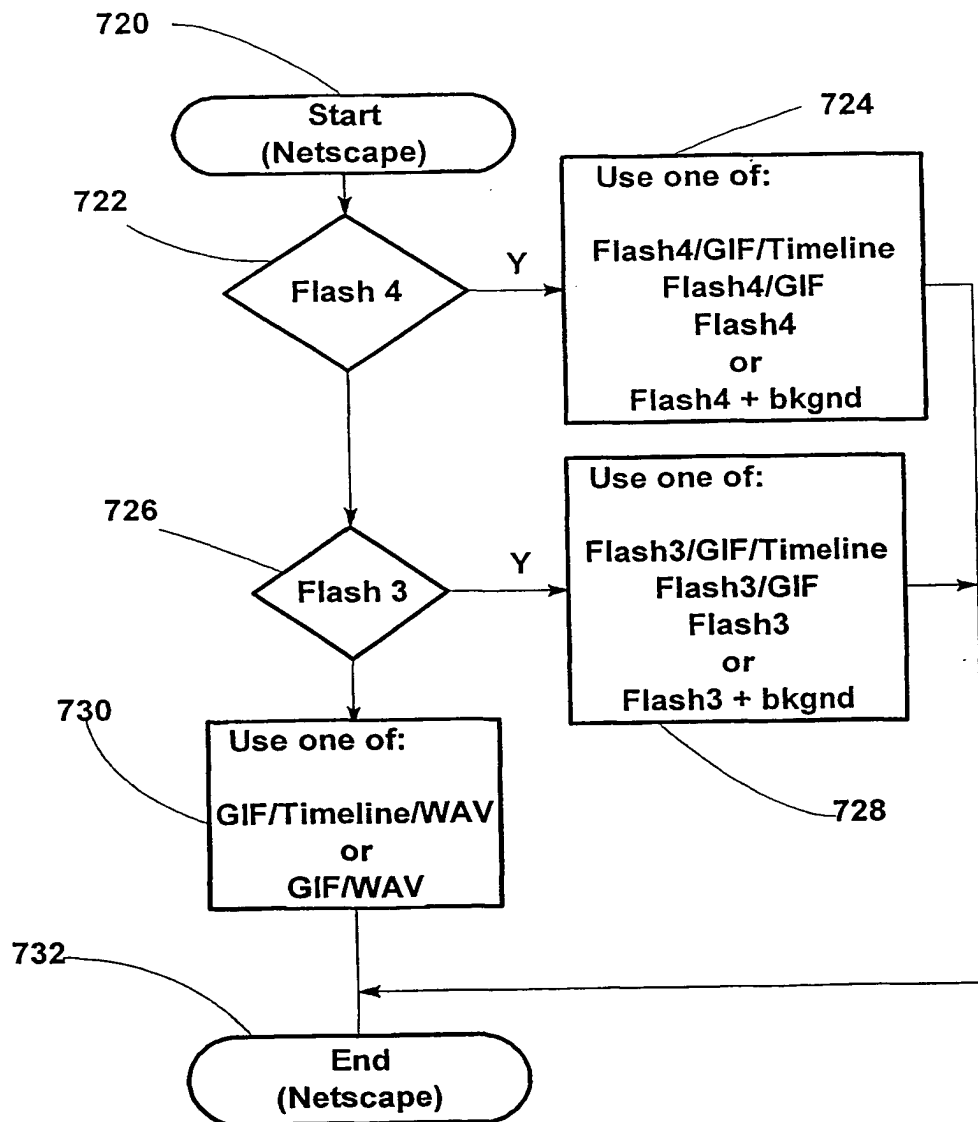 720
Start
(Netscape)
724
722
Use one of:
Flash4/GIF/Timeline
Flash4/GIF
Flash4
or
Flash4 + bkgnd
Flash 4
Y
726
Use one of:
Flash3/GIF/Timeline
Flash3/GIF
Flash3
or
Flash3 + bkgnd
Flash 3
Y
728
730
Use one of:
GIF/Timeline/WAV
or
GIF/WAV
732
End
(Netscape)